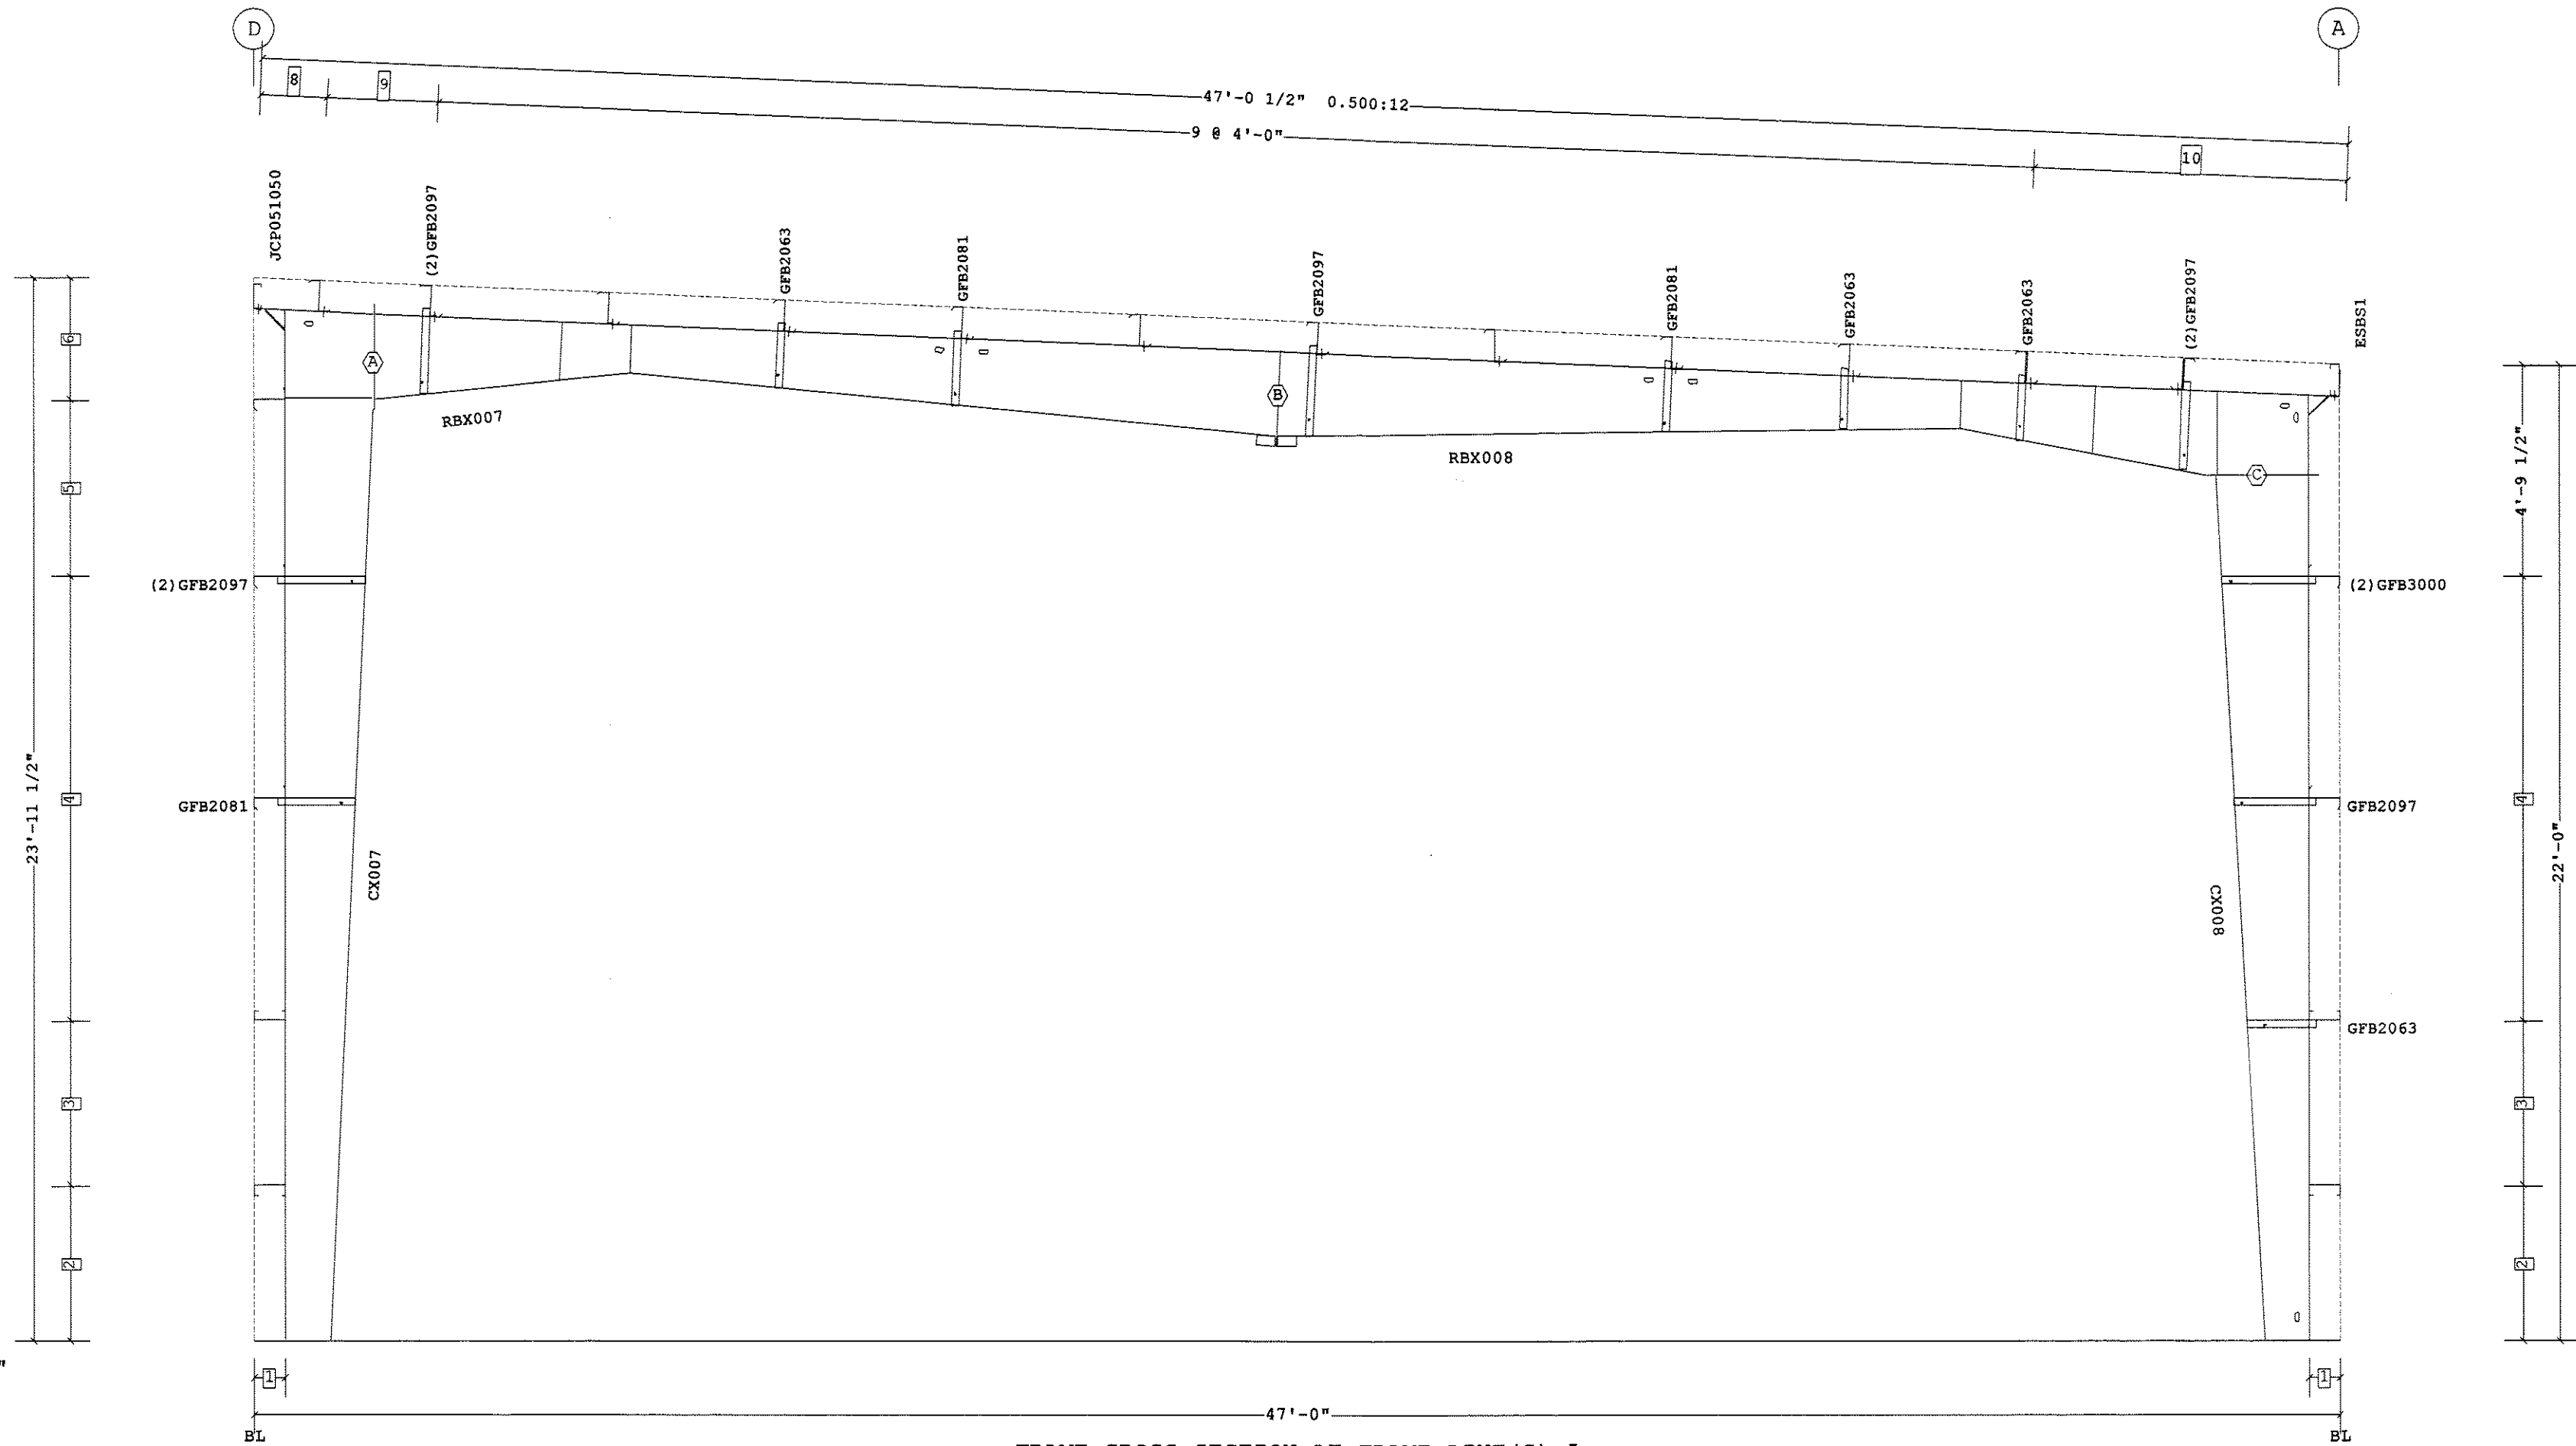 D
A
8
9
47'-0 1/2" 0.500:12
9 @ 4'-0"
10
JCP051050
(2)GFB2097
GFB2063
GFB2081
GFB2097
GFB2081
GFB2063
GFB2063
(2)GFB2097
ESBS1
6
A
B
C
RBX007
RBX008
5
4'-9 1/2"
(2)GFB2097
(2)GFB3000
23'-11 1/2"
4
GFB2081
GFB2097
4
22'-0"
CX007
CX008
GFB2063
3
3
2
2
"
1
1
47'-0"
BL
BL